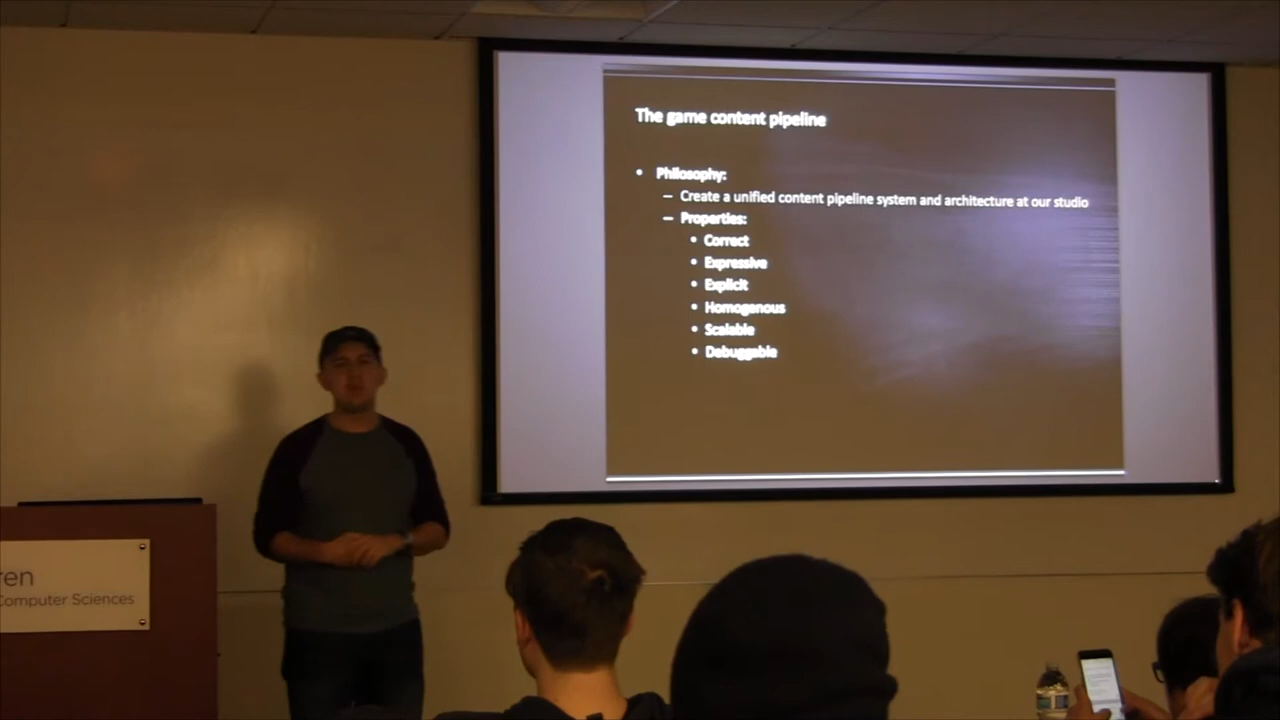 The game content pipeline
• Philosophy:
– Create a unified content pipeline system and architecture at our studio
– Properties:
• Correct
• Expressive
• Explicit
• Homogenous
• Scalable
• Debuggable
ren
Computer Sciences